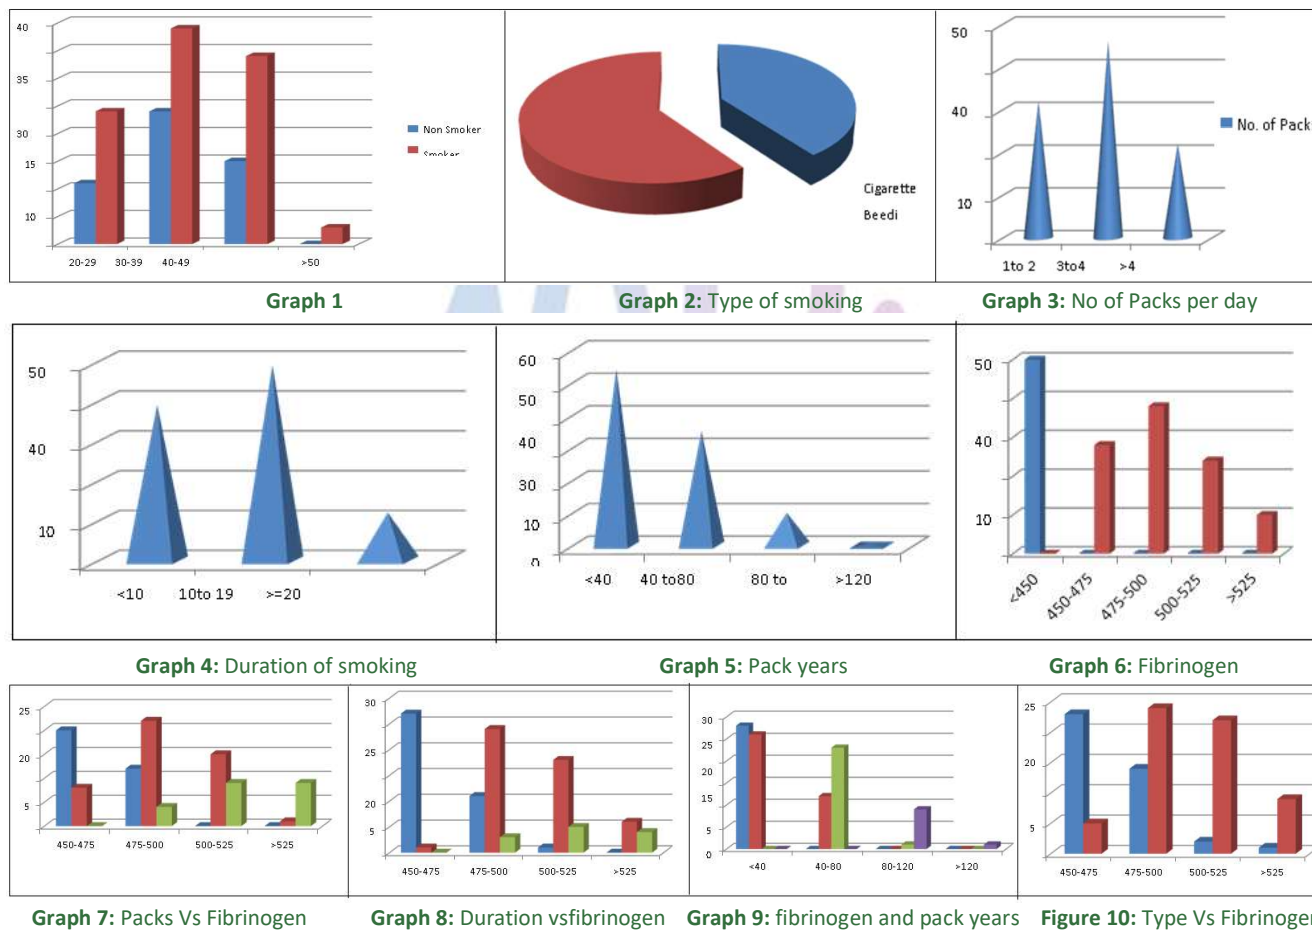 40
35
30
15
10
20-29 30-39 40-49 >50
Non Smoker
Smoker
Graph 1
Cigarette
Beedi
Graph 2: Type of smoking
50
40
10
1to 2 3to4 >4
No. of Pack
Graph 3: No of Packs per day
50
40
10
<10 10to 19 >=20
Graph 4: Duration of smoking
60
50
40
30
10
0
<40 40 to80 80 to >120
Graph 5: Pack years
50
40
10
<450 450-475 475-500 500-525 >525
Graph 6: Fibrinogen
25
20
5
450-475 475-500 500-525 >525
Graph 7: Packs Vs Fibrinogen
30
25
20
5
450-475 475-500 500-525 >525
Graph 8: Duration vsfibrinogen
30
25
20
15
5
0
<40 40-80 80-120 >120
Graph 9: fibrinogen and pack years
25
20
5
450-475 475-500 500-525 >525
Figure 10: Type Vs Fibrinogen